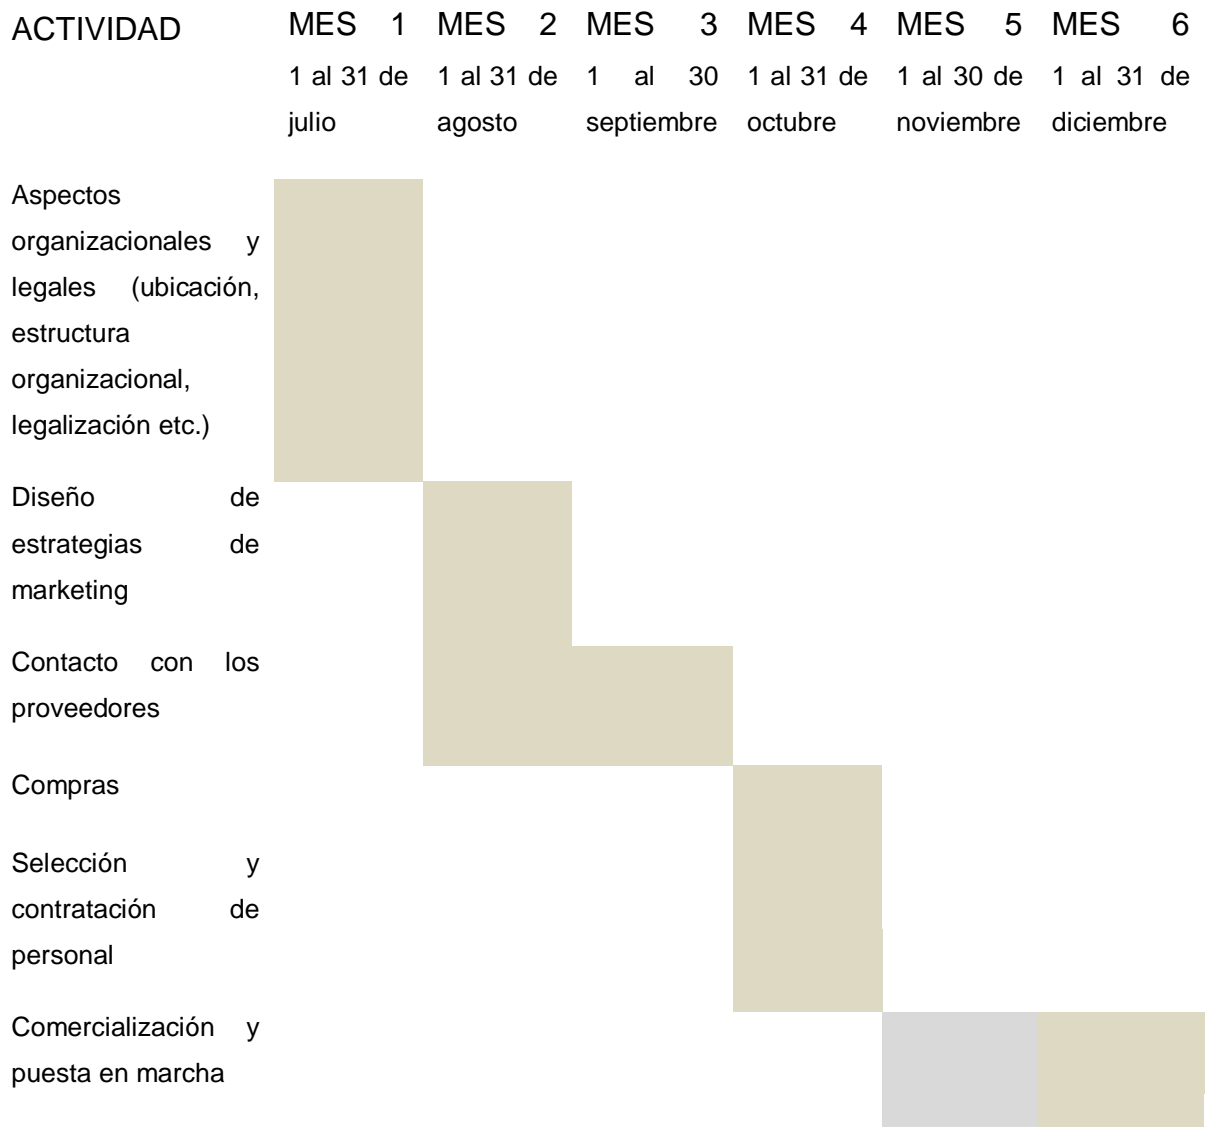 ACTIVIDAD MES 1 MES 2 MES 3 MES 4 MES 5 MES 6
1 al 31 de 1 al 31 de 1 al 30 1 al 31 de 1 al 30 de 1 al 31 de
julio agosto septiembre octubre noviembre diciembre
Aspectos
organizacionales y
legales (ubicación,
estructura
organizacional,
legalización etc.)
Diseño de
estrategias de
marketing
Contacto con los
proveedores
Compras
Selección y
contratación de
personal
Comercialización y
puesta en marcha